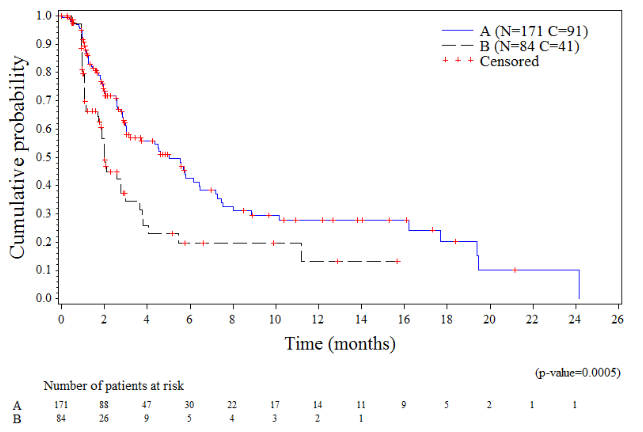 Cumulative probability
1.0
0.9
0.8
0.7
0.6
0.5
0.4
0.3
0.2
0.1
0.0
A (N=171 C=91)
B (N=84 C=41)
Censored
0 2 4 6 8 10 12 14 16 18 20 22 24 26
Time (months)
(p-value=0.0005)
Number of patients at risk
A 171 88 47 30 22 17 14 11 9 5 2 1 1
B 84 26 9 5 4 3 2 1